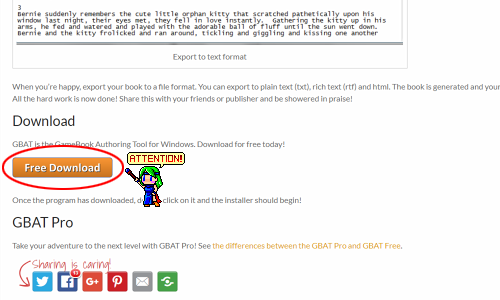 3
Bernie suddenly remembers the cute little orphan kitty that scratched pathetically upon his
window last night, their eyes met, they fell in love instantly.  Gathering the kitty up in his
arms, he fed and watered and played with the adorable ball of fluff until the sun went down.
Bernie and the kitty frolicked and ran around, tickling and giggling and kissing one another
Export to text format
When you're happy, export your book to a file format. You can export to plain text (txt), rich text (rtf) and html. The book is generated and your
All the hard work is now done! Share this with your friends or publisher and be showered in praise!
Download
GBAT is the GameBook Authoring Tool for Windows. Download for free today!
ATTENTION!
Free Download
Once the program has downloaded, click on it and the installer should begin!
GBAT Pro
Take your adventure to the next level with GBAT Pro! See the differences between the GBAT Pro and GBAT Free.
Sharing is caring!
13